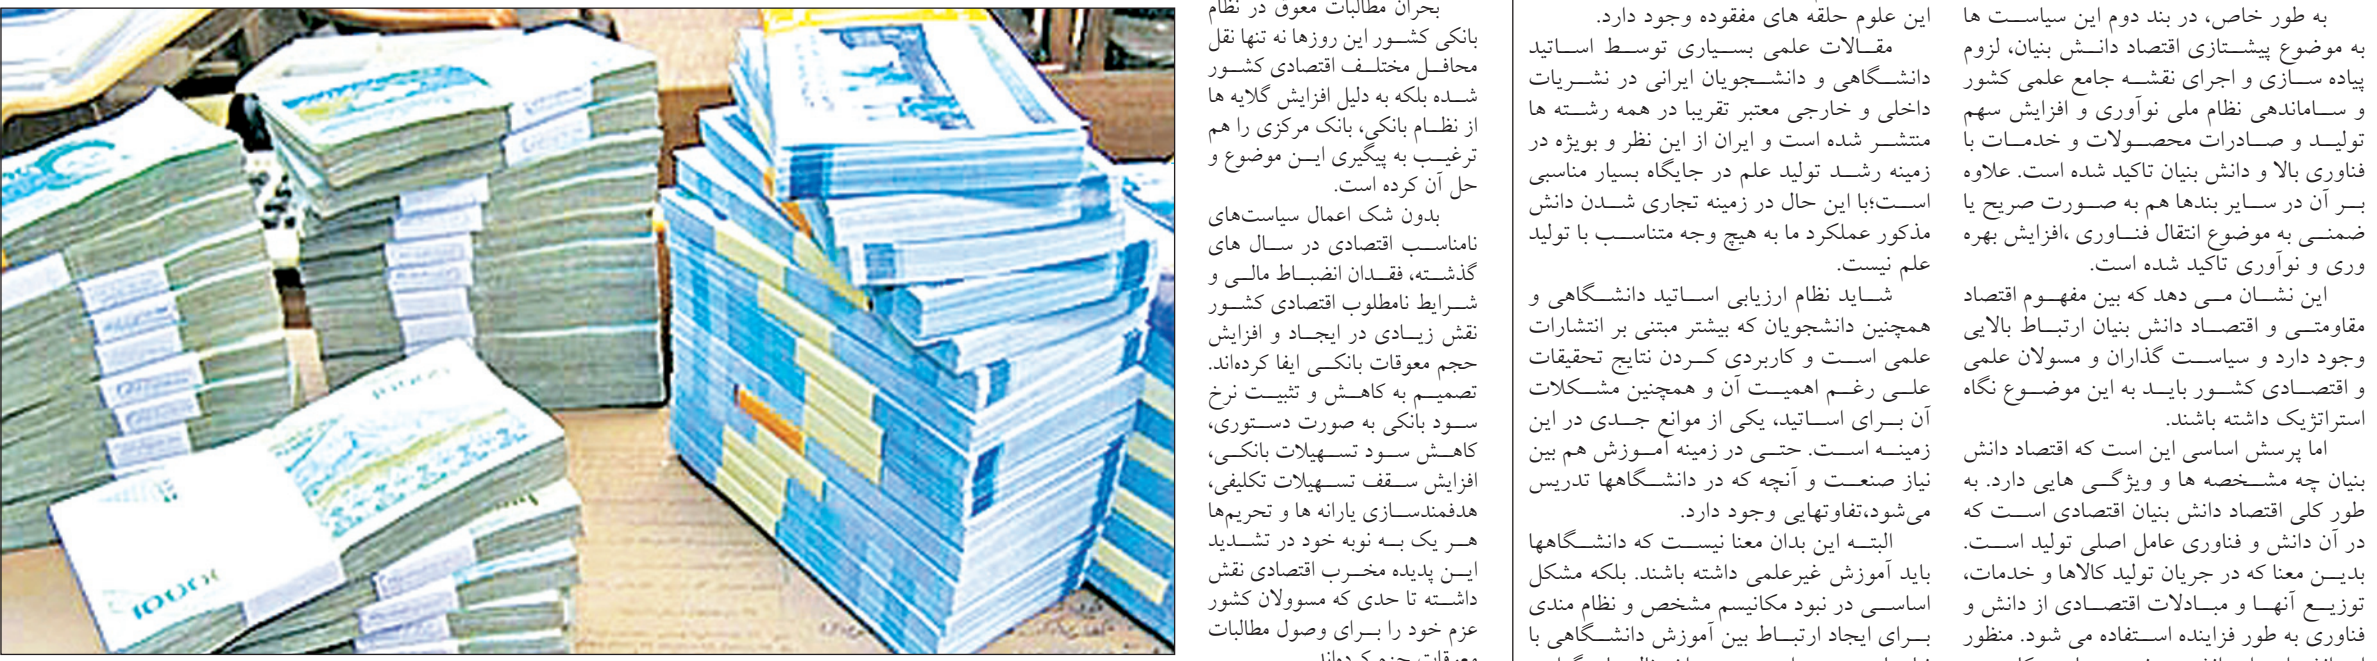 به طور خاص، در بند دوم این سیاست ها
به موضوع پیشتازی اقتصاد دانش بنیان، لزوم
پیاده سازی و اجرای نقشه جامع علمی کشور
و ساماندهی نظام ملی نوآوری و افزایش سهم
تولید و صادرات محصولات و خدمات با
فناوری بالا و دانش بنیان تاکید شده است. علاوه
بر آن در سایر بندها هم به صورت صریح یا
ضمنی به موضوع انتقال فناوری ،افزایش بهره
وری و نوآوری تاکید شده است.
این نشان می دهد که بین مفهوم اقتصاد
مقاومتی و اقتصاد دانش بنیان ارتباط بالایی
وجود دارد و سیاست گذاران و مسولان علمی
و اقتصادی کشور باید به این موضوع نگاه
استراتژیک داشته باشند.
اما پرسش اساسی این است که اقتصاد دانش
بنیان چه مشخصه ها و ویژگی هایی دارد. به
طور کلی اقتصاد دانش بنیان اقتصادی است که
در آن دانش و فناوری عامل اصلی تولید است.
بدین معنا که در جریان تولید کالاها و خدمات،
توزیع آنها و مبادلات اقتصادی از دانش و
فناوری به طور فزاینده استفاده می شود. منظور
این علوم حلقه های مفقوده وجود دارد.
مقالات علمی بسیاری توسط اساتید
دانشگاهی و دانشجویان ایرانی در نشریات
داخلی و خارجی معتبر تقریبا در همه رشته ها
منتشر شده است و ایران از این نظر و بویژه در
زمینه رشد تولید علم در جایگاه بسیار مناسبی
است؛با این حال در زمینه تجاری شدن دانش
مذکور عملکرد ما به هیچ وجه متناسب با تولید
علم نیست.
شاید نظام ارزیابی اساتید دانشگاهی و
همچنین دانشجویان که بیشتر مبتنی بر انتشارات
علمی است و کاربردی کردن نتایج تحقیقات
علی رغم اهمیت آن و همچنین مشکلات
آن برای اساتید، یکی از موانع جدی در این
زمینه است. حتی در زمینه آموزش هم بین
نیاز صنعت و آنچه که در دانشگاهها تدریس
می‌شود،تفاوتهایی وجود دارد.
البته این بدان معنا نیست که دانشگاهها
باید آموزش غیرعلمی داشته باشند. بلکه مشکل
اساسی در نبود مکانیسم مشخص و نظام مندی
برای ایجاد ارتباط بین آموزش دانشگاهی با
بحران مطالبات معوق در نظام
بانکی کشور این روزها نه تنها نقل
محافل مختلف اقتصادی کشور
شده بلکه به دلیل افزایش گلایه ها
از نظام بانکی، بانک مرکزی را هم
ترغیب به پیگیری این موضوع و
حل آن کرده است.
بدون شک اعمال سیاست‌های
نامناسب اقتصادی در سال های
گذشته، فقدان انضباط مالی و
شرایط نامطلوب اقتصادی کشور
نقش زیادی در ایجاد و افزایش
حجم معوقات بانکی ایفا کرده‌اند.
تصمیم به کاهش و تثبیت نرخ
سود بانکی به صورت دستوری،
کاهش سود تسهیلات بانکی،
افزایش سقف تسهیلات تکلیفی،
هدفمندسازی یارانه ها و تحریم‌ها
هر یک به نوبه خود در تشدید
این پدیده مخرب اقتصادی نقش
داشته تا حدی که مسوولان کشور
عزم خود را برای وصول مطالبات